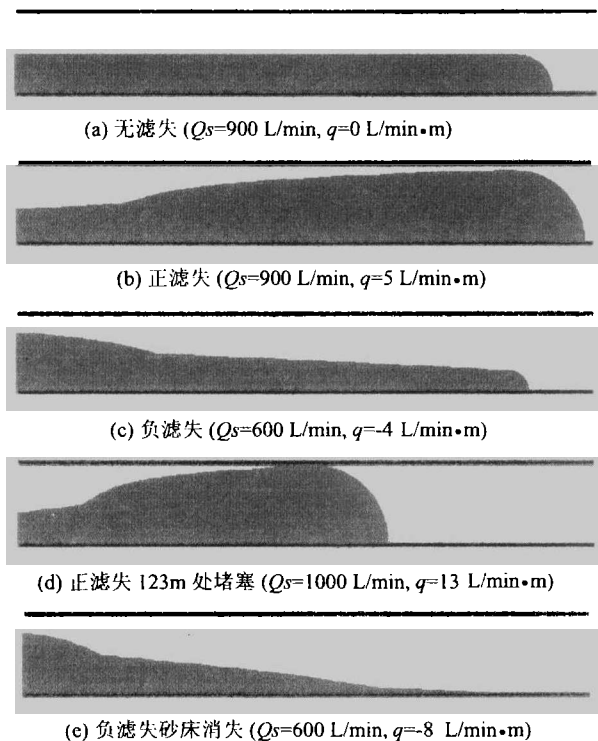 (a) 无滤失 (Qs=900 L/min, q=0 L/min•m)
(b) 正滤失 (Qs=900 L/min, q=5 L/min•m)
(c) 负滤失 (Qs=600 L/min, q=-4 L/min•m)
(d) 正滤失 123m 处堵塞 (Qs=1000 L/min, q=13 L/min•m)
(e) 负滤失砂床消失 (Qs=600 L/min, q=-8 L/min•m)